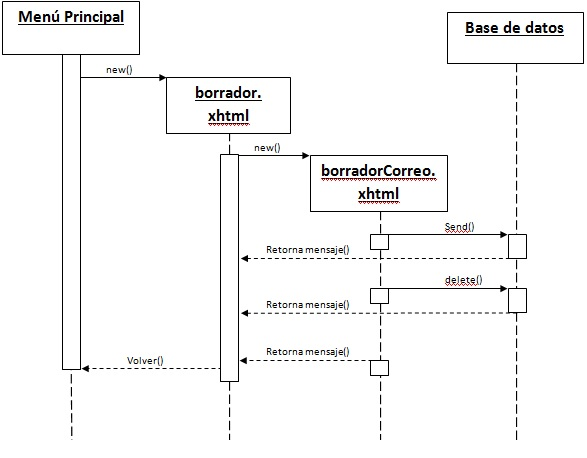 Menú Principal
Base de datos
new()
borrador.
xhtml
new()
borradorCorreo.
xhtml
Send()
Retorna mensaje()
delete()
Retorna mensaje()
Retorna mensaje()
Volver()